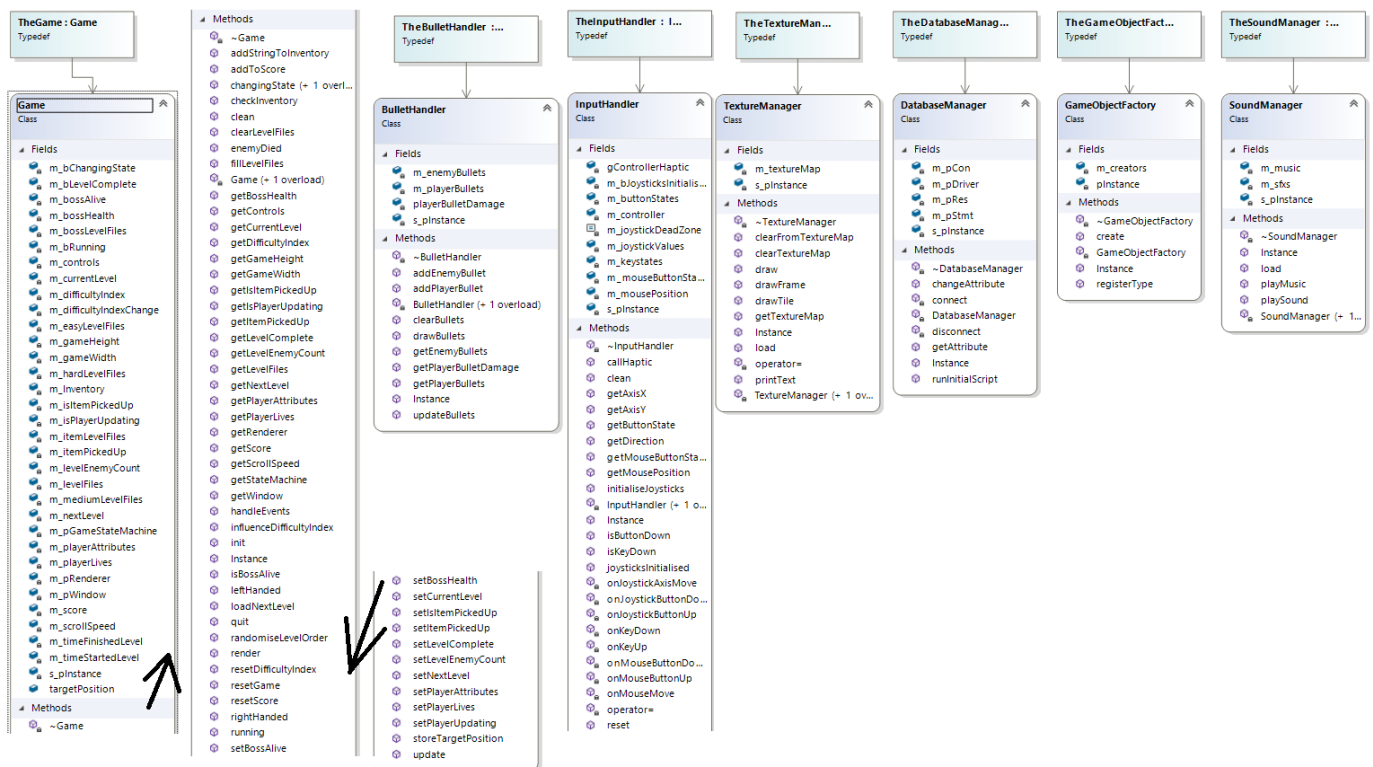 TheGame : Game
Typedef
Game
Class
Fields
m_bChangingState
m_bLevelComplete
m_bossAlive
m_bossHealth
m_bossLevelFiles
m_bRunning
m_controls
m_currentLevel
m_difficultyIndex
m_difficultyIndexChange
m_easyLevelFiles
m_gameHeight
m_gameWidth
m_hardLevelFiles
m_Inventory
m_isItemPickedUp
m_isPlayerUpdating
m_itemLevelFiles
m_itemPickedUp
m_levelEnemyCount
m_levelFiles
m_mediumLevelFiles
m_nextLevel
m_pGameStateMachine
m_playerAttributes
m_playerLives
m_pRenderer
m_pWindow
m_score
m_scrollSpeed
m_timeFinishedLevel
m_timeStartedLevel
s_pInstance
targetPosition
Methods
~Game
Methods
~Game
addStringToInventory
addToScore
changingState (+ 1 overl...
checkInventory
clean
clearLevelFiles
enemyDied
fillLevelFiles
Game (+ 1 overload)
getBossHealth
getControls
getCurrentLevel
getDifficultyIndex
getGameHeight
getGameWidth
getIsItemPickedUp
getIsPlayerUpdating
getItemPickedUp
getLevelComplete
getLevelEnemyCount
getLevelFiles
getNextLevel
getPlayerAttributes
getPlayerLives
getRenderer
getScore
getScrollSpeed
getStateMachine
getWindow
handleEvents
influenceDifficultyIndex
init
Instance
isBossAlive
leftHanded
loadNextLevel
quit
randomiseLevelOrder
render
resetDifficultyIndex
resetGame
resetScore
rightHanded
running
setBossAlive
setBossHealth
setCurrentLevel
setIsItemPickedUp
setItemPickedUp
setLevelComplete
setLevelEnemyCount
setNextLevel
setPlayerAttributes
setPlayerLives
setPlayerUpdating
storeTargetPosition
update
TheBulletHandler :...
Typedef
BulletHandler
Class
Fields
m_enemyBullets
m_playerBullets
playerBulletDamage
s_pInstance
Methods
~BulletHandler
addEnemyBullet
addPlayerBullet
BulletHandler (+ 1 overload)
clearBullets
drawBullets
getEnemyBullets
getPlayerBulletDamage
getPlayerBullets
Instance
updateBullets
TheInputHandler : I...
Typedef
InputHandler
Class
Fields
gControllerHaptic
m_bJoysticksInitialis...
m_buttonStates
m_controller
m_joystickDeadZone
m_joystickValues
m_keystates
m_mouseButtonSta...
m_mousePosition
s_pInstance
Methods
~InputHandler
callHaptic
clean
getAxisX
getAxisY
getButtonState
getDirection
getMouseButtonSta...
getMousePosition
initialiseJoysticks
InputHandler (+ 1 o...
Instance
isButtonDown
isKeyDown
joysticksInitialised
onJoystickAxisMove
onJoystickButtonDo...
onJoystickButtonUp
onKeyDown
onKeyUp
onMouseButtonDo...
onMouseButtonUp
onMouseMove
operator=
reset
TheTextureMan...
Typedef
TextureManager
Class
Fields
m_textureMap
s_pInstance
Methods
~TextureManager
clearFromTextureMap
clearTextureMap
draw
drawFrame
drawTile
getTextureMap
Instance
load
operator=
printText
TextureManager (+ 1 ov...
TheDatabaseManag...
Typedef
DatabaseManager
Class
Fields
m_pCon
m_pDriver
m_pRes
m_pStmt
s_pInstance
Methods
~DatabaseManager
changeAttribute
connect
DatabaseManager
disconnect
getAttribute
Instance
runInitialScript
TheGameObjectFact...
Typedef
GameObjectFactory
Class
Fields
m_creators
pInstance
Methods
~GameObjectFactory
create
GameObjectFactory
Instance
registerType
TheSoundManager :...
Typedef
SoundManager
Class
Fields
m_music
m_sfxs
s_pInstance
Methods
~SoundManager
Instance
load
playMusic
playSound
SoundManager (+ 1...